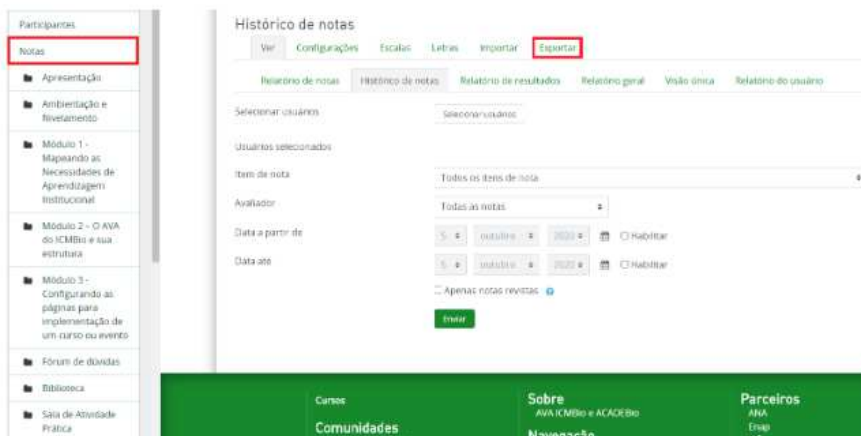 Participantes
Notas
Apresentação
Ambientação e
Nivelamento
Módulo 1 -
Mapeando as
Necessidades de
Aprendizagem
Institucional
Módulo 2 - O AVA
do ICMBio e sua
estrutura
Módulo 3 -
Configurando as
páginas para
implementação de
um curso ou evento
Fórum de dúvidas
Biblioteca
Sala de Atividade
Prática
Histórico de notas
Ver Configurações Escalas Letras Importar Exportar
Relatório de notas Histórico de notas Relatório de resultados Relatório geral Visão única Relatório do usuário
Selecionar usuários Selecionar usuários
Usuários selecionados
Item de nota Todos os itens de nota
Avaliador Todas as notas
Data a partir de 5 outubro Habilitar
Data até 5 outubro Habilitar
Apenas notas revistas
Enviar
Cursos
Comunidades
Sobre
AVA ICMBio e ACADEBio
Navegação
Parceiros
ANA
Enap